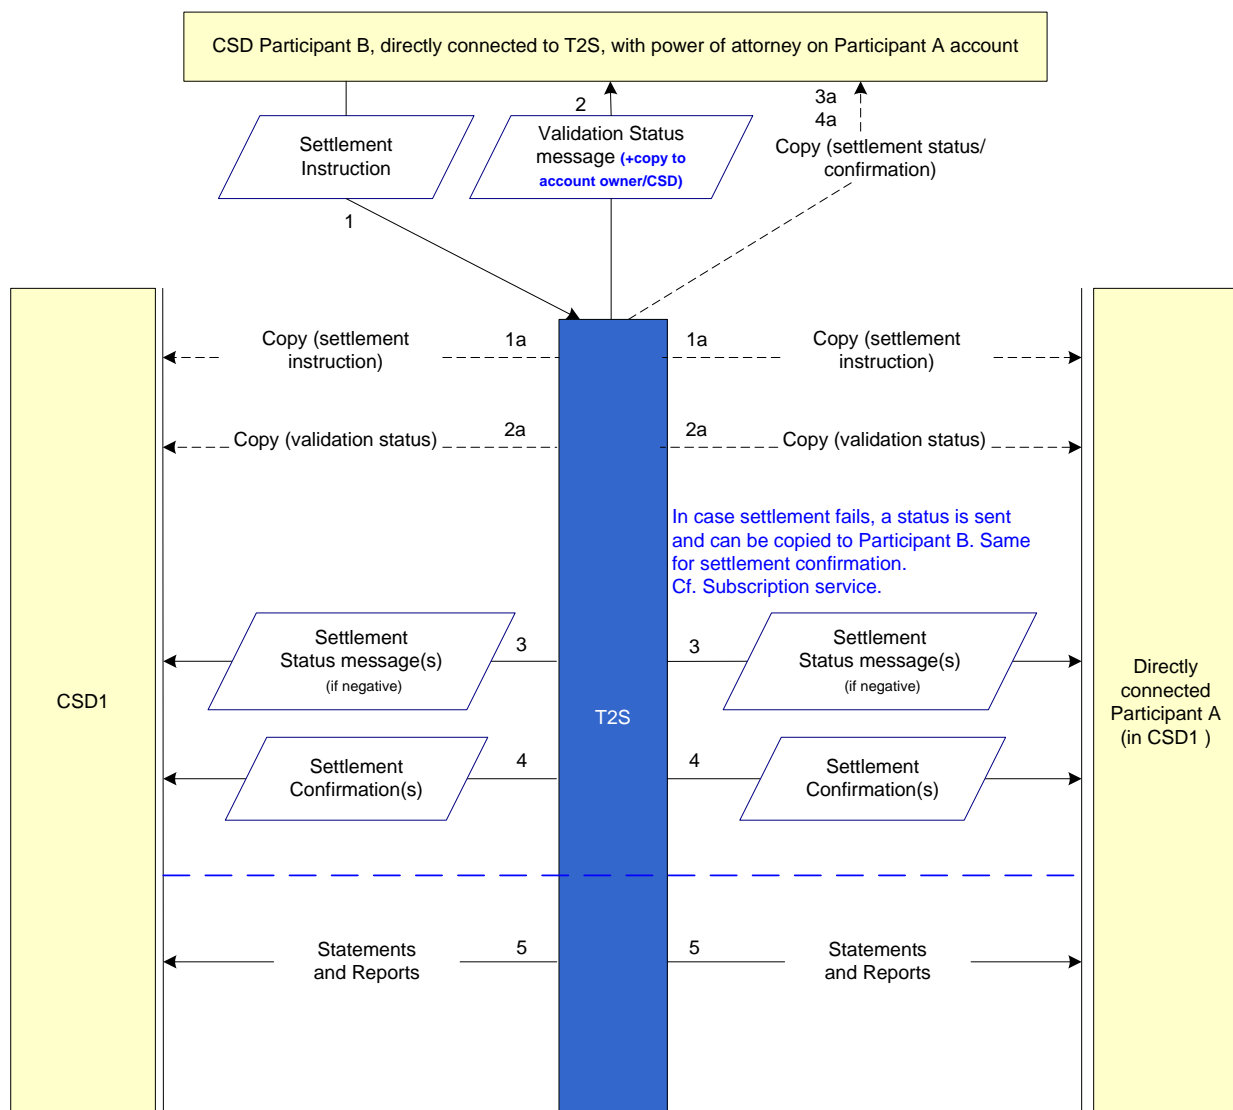 CSD Participant B, directly connected to T2S, with power of attorney on Participant A account
Settlement
Instruction
1
2
Validation Status
message (+copy to
account owner/CSD)
3a
4a
Copy (settlement status/
confirmation)
Copy (settlement
instruction)
1a
1a
Copy (settlement
instruction)
Copy (validation status)
2a
2a
Copy (validation status)
In case settlement fails, a status is sent
and can be copied to Participant B. Same
for settlement confirmation.
Cf. Subscription service.
Settlement
Status message(s)
(if negative)
3
3
Settlement
Status message(s)
(if negative)
CSD1
T2S
Directly
connected
Participant A
(in CSD1 )
Settlement
Confirmation(s)
4
4
Settlement
Confirmation(s)
Statements
and Reports
5
5
Statements
and Reports